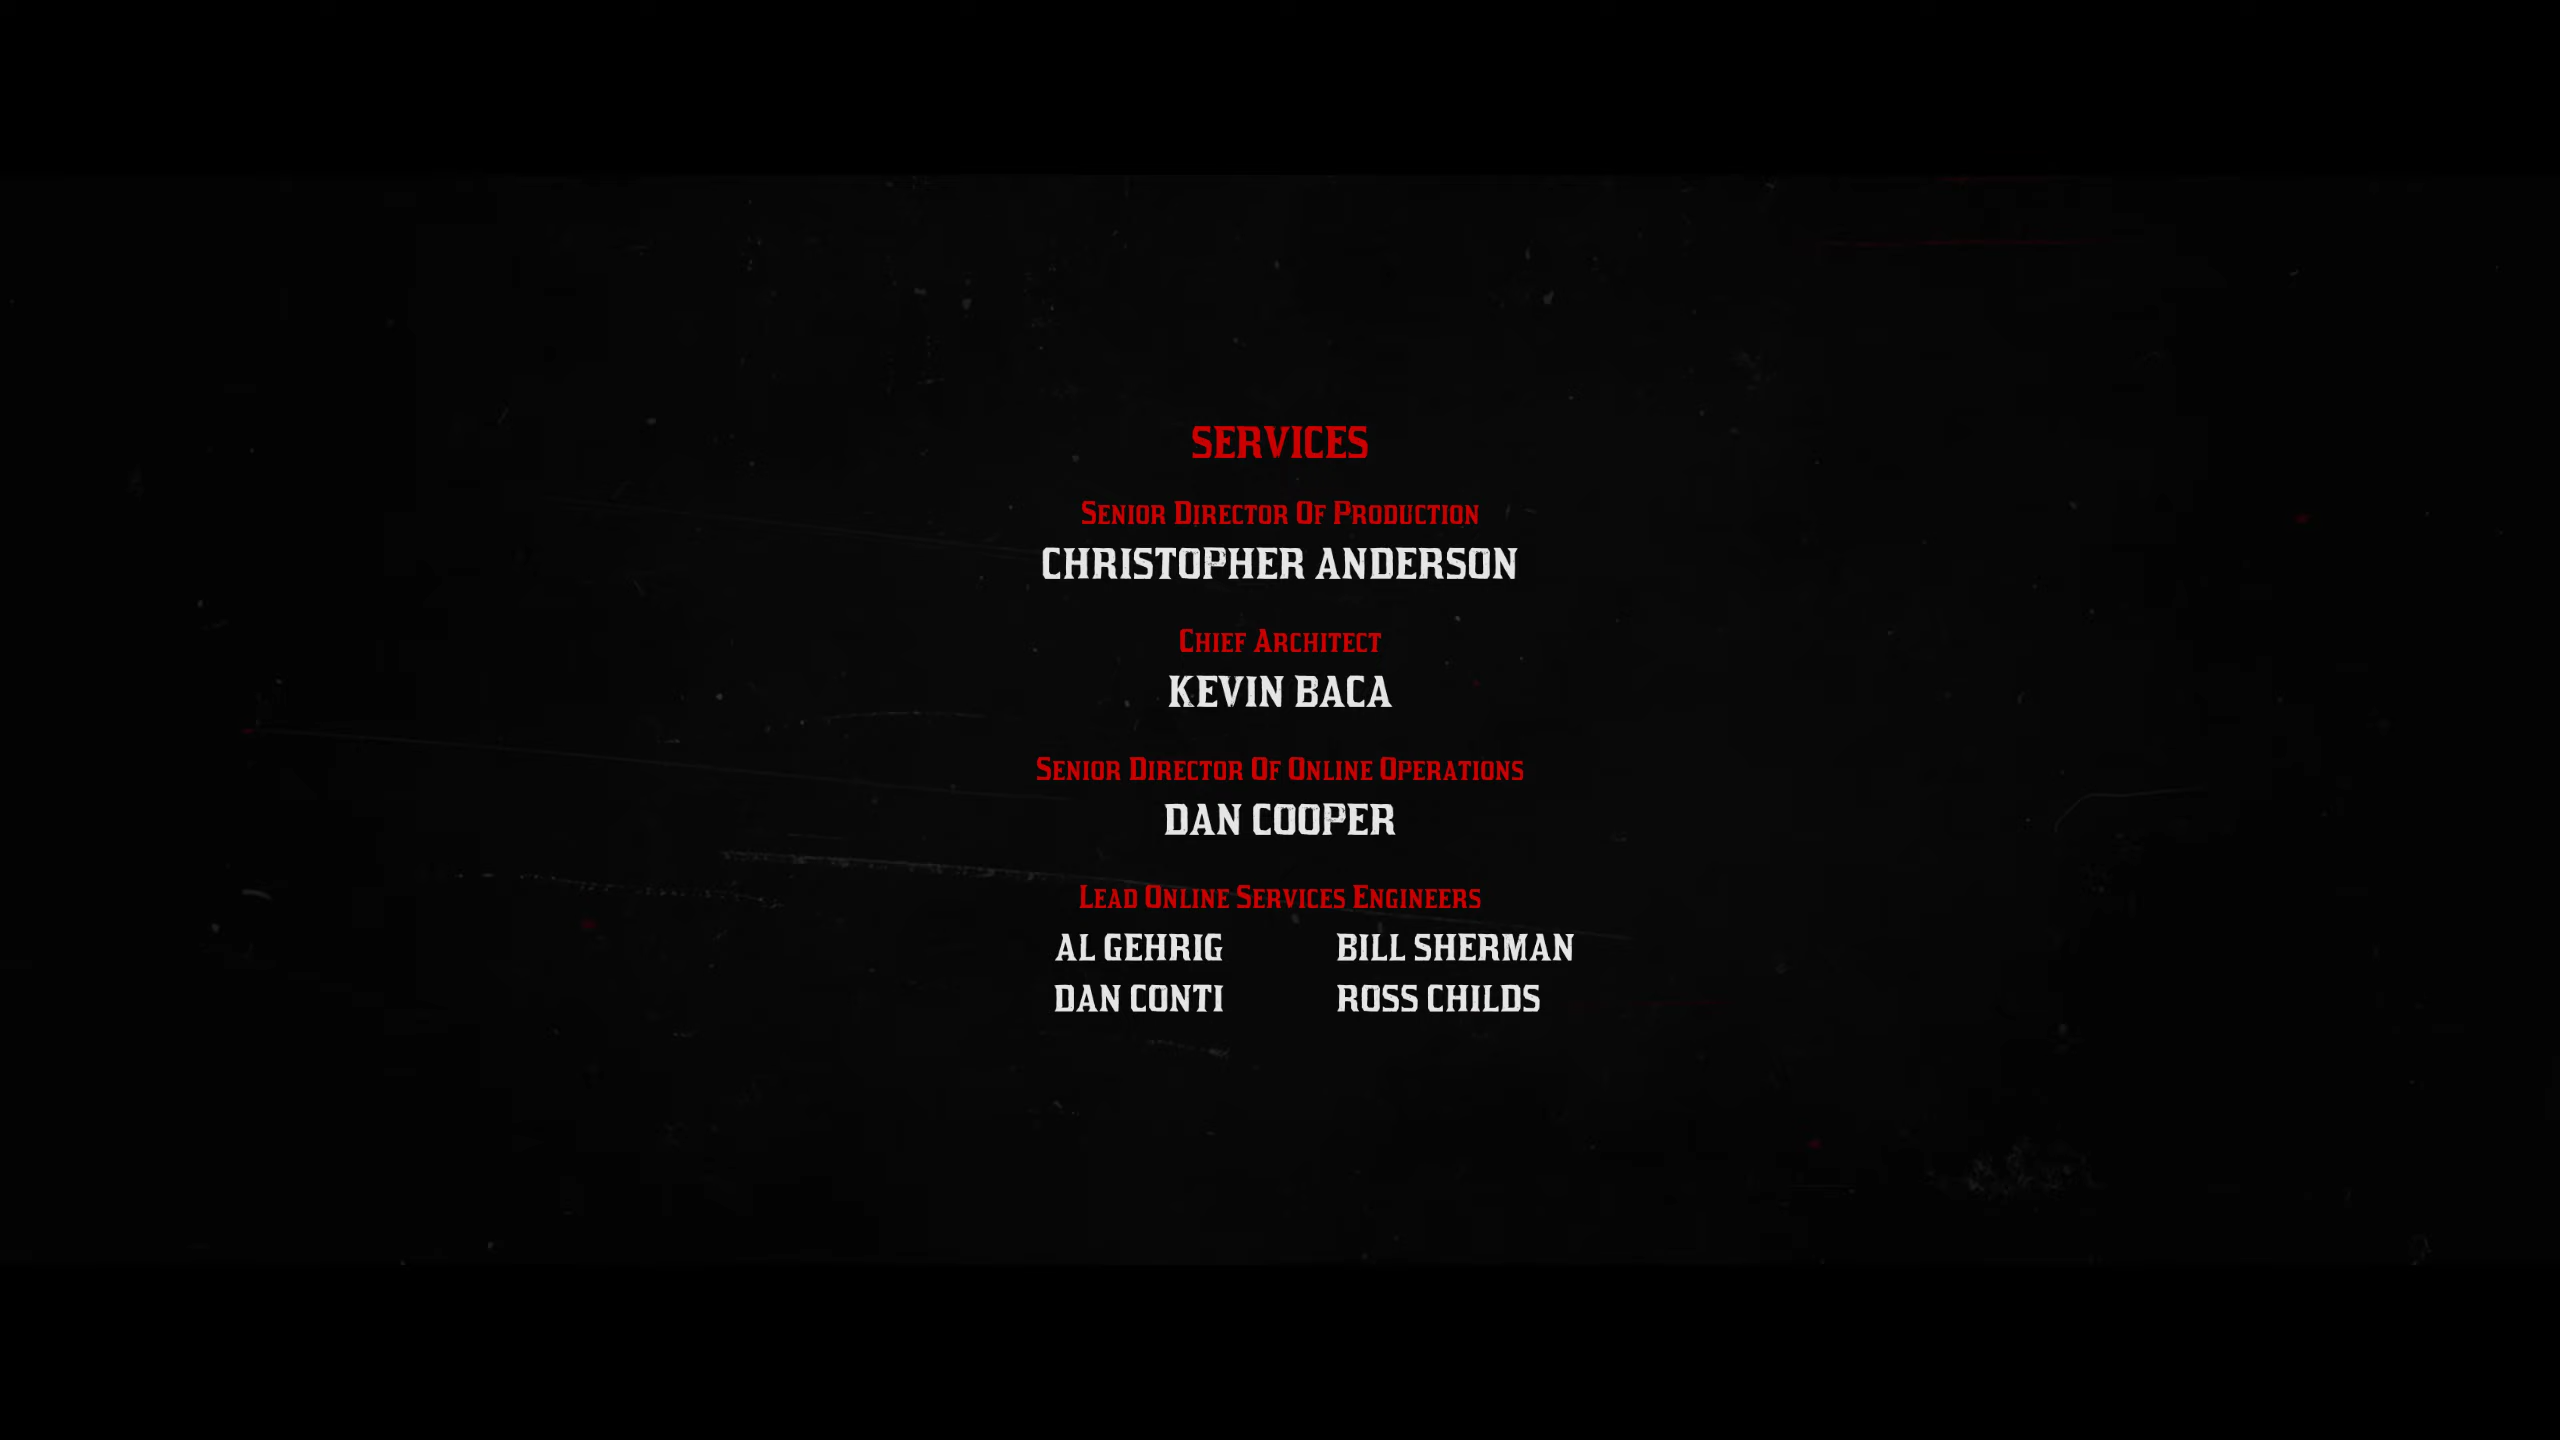 SERVICES
Senior Director Of Production
CHRISTOPHER ANDERSON
Chief Architect
KEVIN BACA
Senior Director Of Online Operations
DAN COOPER
Lead Online Services Engineers
AL GEHRIG BILL SHERMAN
DAN CONTI ROSS CHILDS